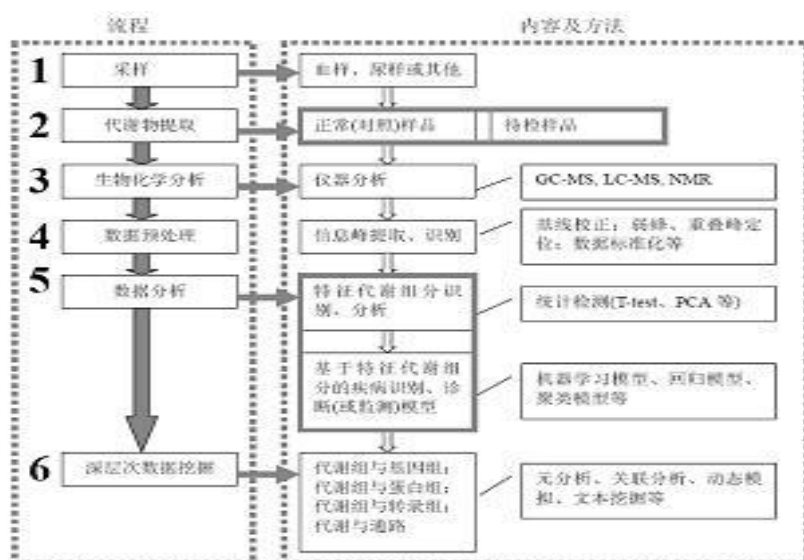 流程
内容及方法
1
采样
血样、尿样或其他
2
代谢物提取
正常(对照)样品
待检样品
3
生物化学分析
仪器分析
GC-MS, LC-MS, NMR
4
数据预处理
信息峰提取、识别
基线校正；弱峰、重叠峰定
位；数据标准化等
5
数据分析
特征代谢组分识
别、分析
统计检测(T-test、PCA 等)
基于特征代谢组
分的疾病识别、诊
断(或监测)模型
机器学习模型、回归模型、
聚类模型等
6
深层次数据挖掘
代谢组与基因组；
代谢组与蛋白组；
代谢组与转录组；
代谢与通路
元分析、关联分析、动态模
拟、文本挖掘等